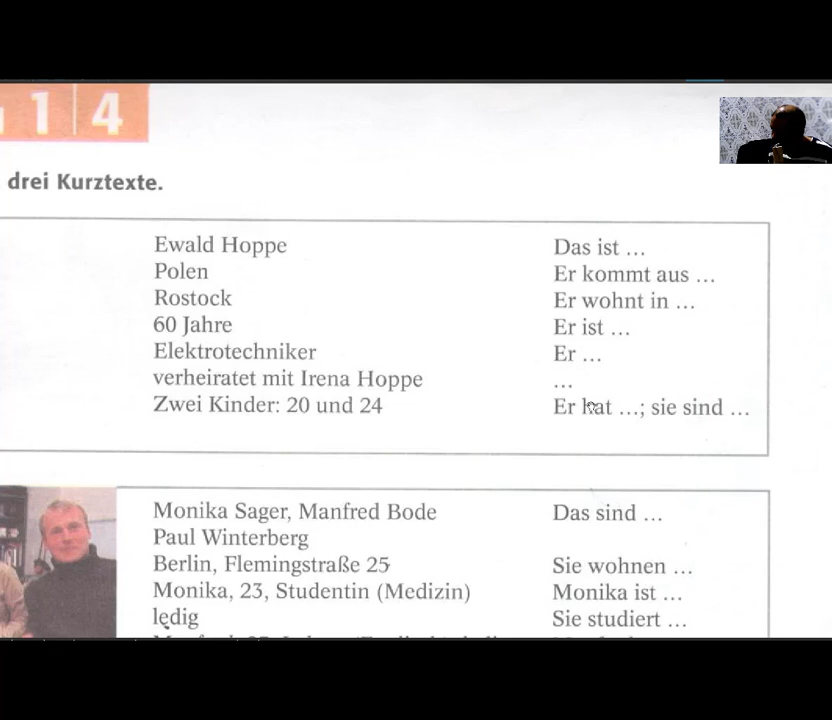 1 4
drei Kurztexte.
Ewald Hoppe Das ist ...
Polen Er kommt aus ...
Rostock Er wohnt in ...
60 Jahre Er ist ...
Elektrotechniker Er ...
verheiratet mit Irena Hoppe ...
Zwei Kinder: 20 und 24 Er hat ...; sie sind ...
Monika Sager, Manfred Bode Das sind ...
Paul Winterberg
Berlin, Flemingstraße 25 Sie wohnen ...
Monika, 23, Studentin (Medizin) Monika ist ...
ledig Sie studiert ...